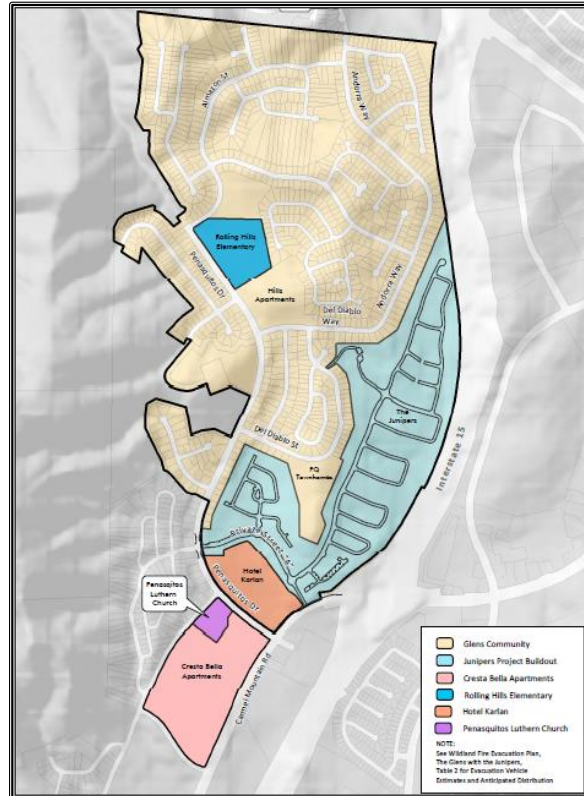 Almazon St
Andorra Way
Rolling Hills
Elementary
Penasquitos Dr
Hills
Apartments
Del Diablo
Way
Andorra Way
The
Junipers
Del Diablo St
PQ
Townhomes
Interstate 15
Private Street "A"
Hotel
Karlan
Penasquitos Dr
Penasquitos
Luthern
Church
Cresta Bella
Apartments
Carmel Mountain Rd
Glens Community
Junipers Project Buildout
Cresta Bella Apartments
Rolling Hills Elementary
Hotel Karlan
Penasquitos Luthern Church
NOTE:
See Wildland Fire Evacuation Plan,
The Glens with the Junipers,
Table 2 for Evacuation Vehicle
Estimates and Anticipated Distribution